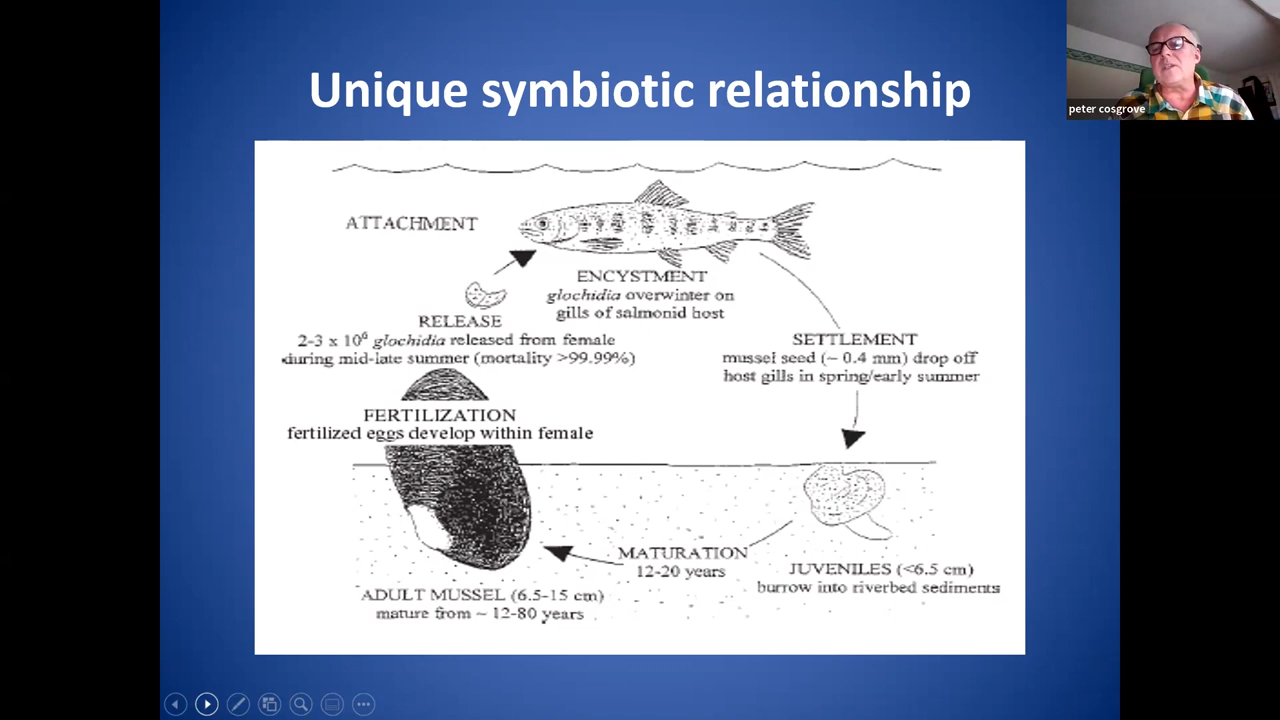 Unique symbiotic relationship
peter cosgrove
ATTACHMENT
ENCYSTMENT
glochidia overwinter on
gills of salmonid host
RELEASE
2-3 x 10⁶ glochidia released from female
during mid-late summer (mortality >99.99%)
SETTLEMENT
mussel seed (~ 0.4 mm) drop off
host gills in spring/early summer
FERTILIZATION
fertilized eggs develop within female
MATURATION
12-20 years
JUVENILES (<6.5 cm)
burrow into riverbed sediments
ADULT MUSSEL (6.5-15 cm)
mature from ~ 12-80 years